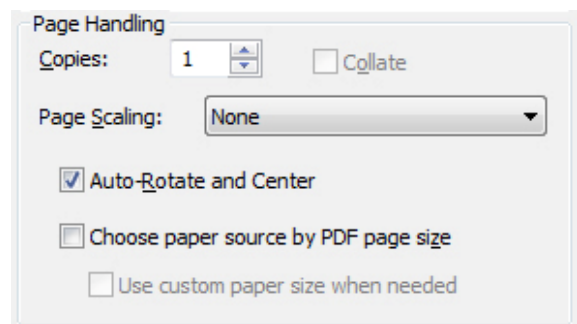 Page Handling
Copies: 1 Collate
Page Scaling: None
Auto-Rotate and Center
Choose paper source by PDF page size
Use custom paper size when needed